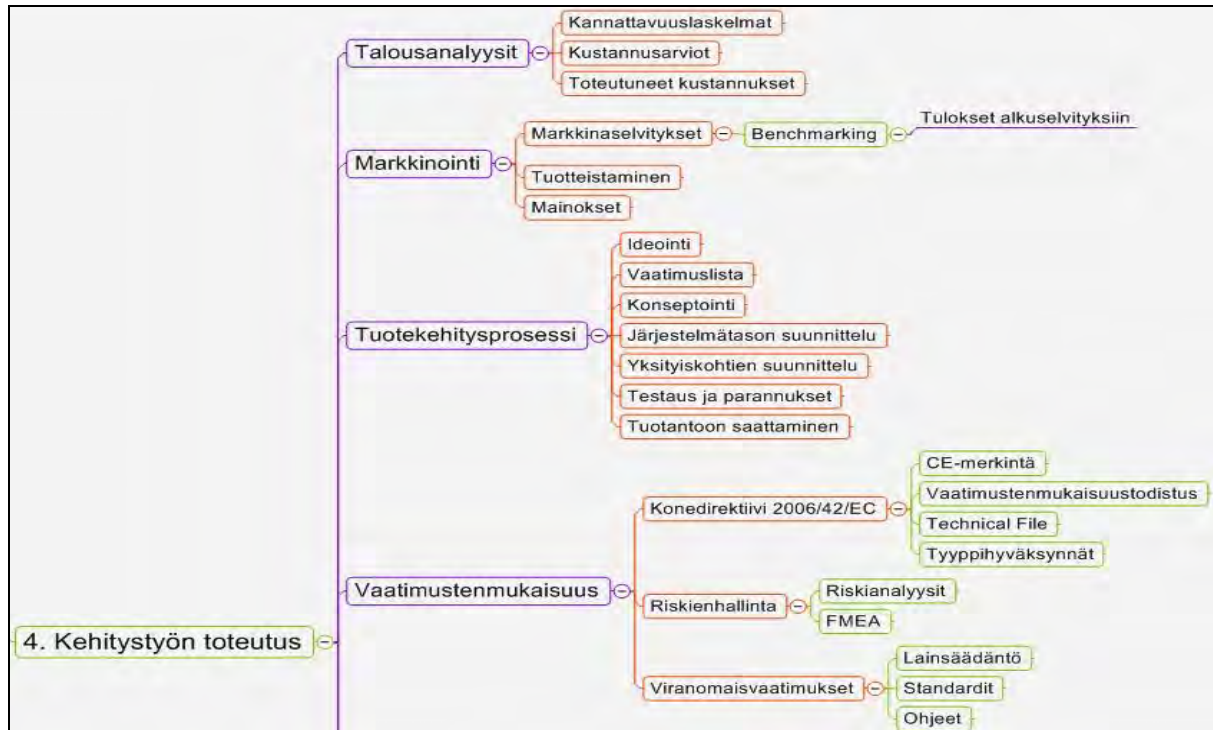 Talousanalyysit
Kannattavuuslaskelmat
Kustannusarviot
Toteutuneet kustannukset
Markkinointi
Markkinaselvitykset
Benchmarking
Tulokset alkuselvityksiin
Tuotteistaminen
Mainokset
Tuotekehitysprosessi
Ideointi
Vaatimuslista
Konseptointi
Järjestelmätason suunnittelu
Yksityiskohtien suunnittelu
Testaus ja parannukset
Tuotantoon saattaminen
Vaatimustenmukaisuus
Konedirektiivi 2006/42/EC
CE-merkintä
Vaatimustenmukaisuustodistus
Technical File
Tyyppihyväksynnät
Riskienhallinta
Riskianalyysit
FMEA
Viranomaisvaatimukset
Lainsäädäntö
Standardit
Ohjeet
4. Kehitystyön toteutus